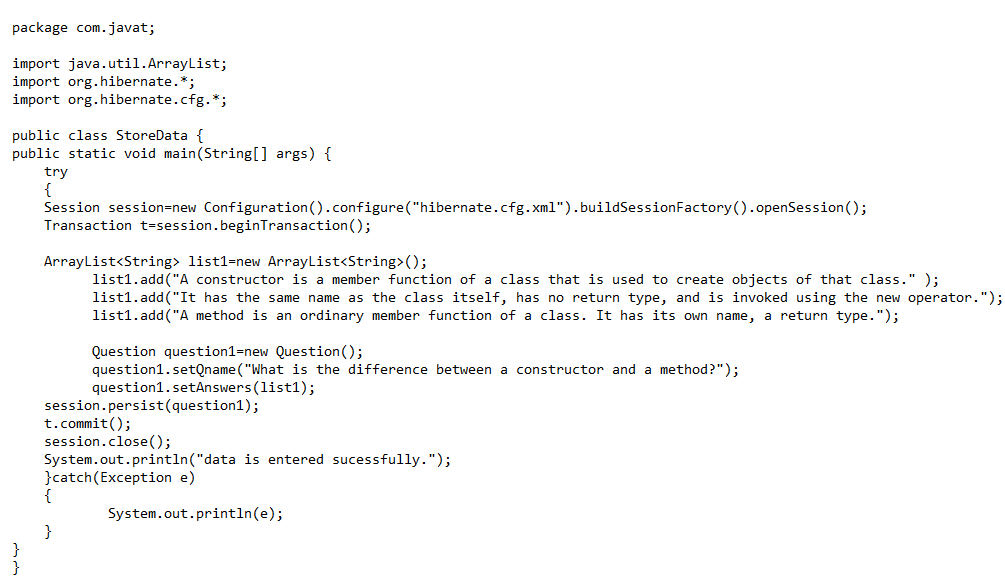 package com.javat;
import java.util.ArrayList;
import org.hibernate.*;
import org.hibernate.cfg.*;
public class StoreData {
public static void main(String[] args) {
try
{
Session session=new Configuration().configure("hibernate.cfg.xml").buildSessionFactory().openSession();
Transaction t=session.beginTransaction();
ArrayList<String> list1=new ArrayList<String>();
list1.add("A constructor is a member function of a class that is used to create objects of that class." );
list1.add("It has the same name as the class itself, has no return type, and is invoked using the new operator.");
list1.add("A method is an ordinary member function of a class. It has its own name, a return type.");
Question question1=new Question();
question1.setQname("What is the difference between a constructor and a method?");
question1.setAnswers(list1);
session.persist(question1);
t.commit();
session.close();
System.out.println("data is entered sucessfully.");
}catch(Exception e)
{
System.out.println(e);
}
}
}